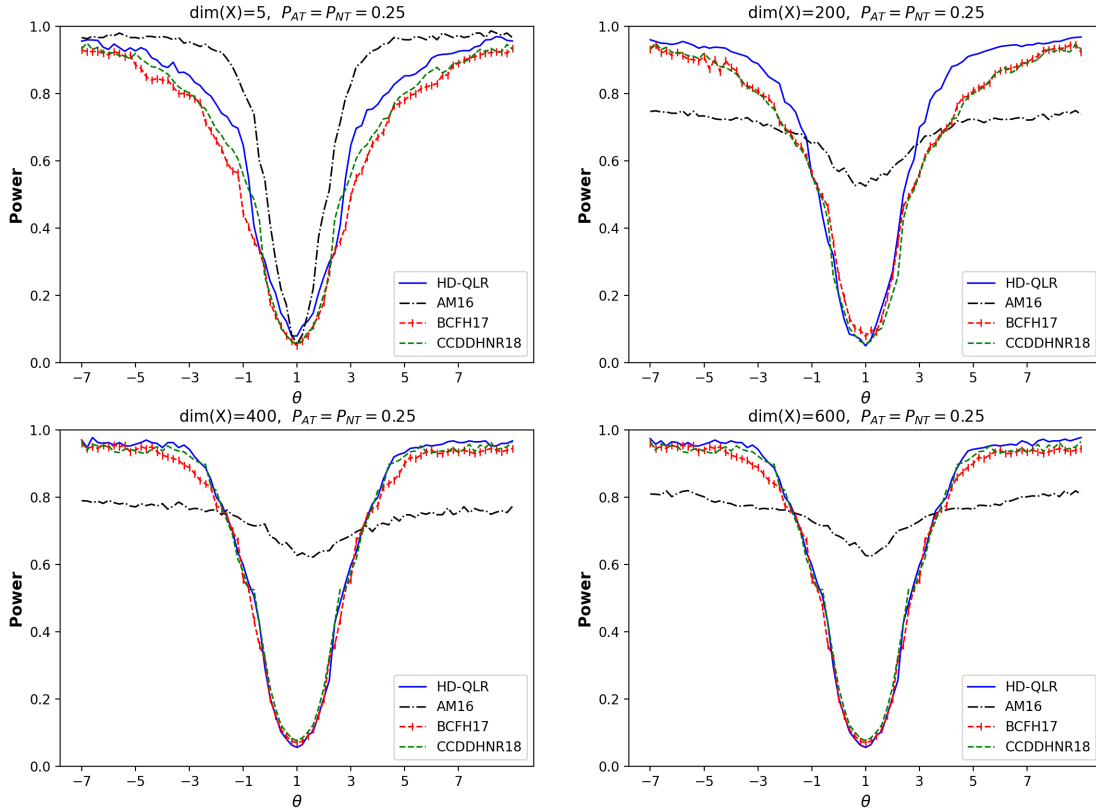 dim(X)=5,  P_AT = P_NT = 0.25
Power
1.0
0.8
0.6
0.4
0.2
0.0
HD-QLR
AM16
BCFH17
CCDDHNR18
−7 −5 −3 −1 1 3 5 7
θ
dim(X)=200,  P_AT = P_NT = 0.25
Power
1.0
0.8
0.6
0.4
0.2
0.0
HD-QLR
AM16
BCFH17
CCDDHNR18
−7 −5 −3 −1 1 3 5 7
θ
dim(X)=400,  P_AT = P_NT = 0.25
Power
1.0
0.8
0.6
0.4
0.2
0.0
HD-QLR
AM16
BCFH17
CCDDHNR18
−7 −5 −3 −1 1 3 5 7
θ
dim(X)=600,  P_AT = P_NT = 0.25
Power
1.0
0.8
0.6
0.4
0.2
0.0
HD-QLR
AM16
BCFH17
CCDDHNR18
−7 −5 −3 −1 1 3 5 7
θ